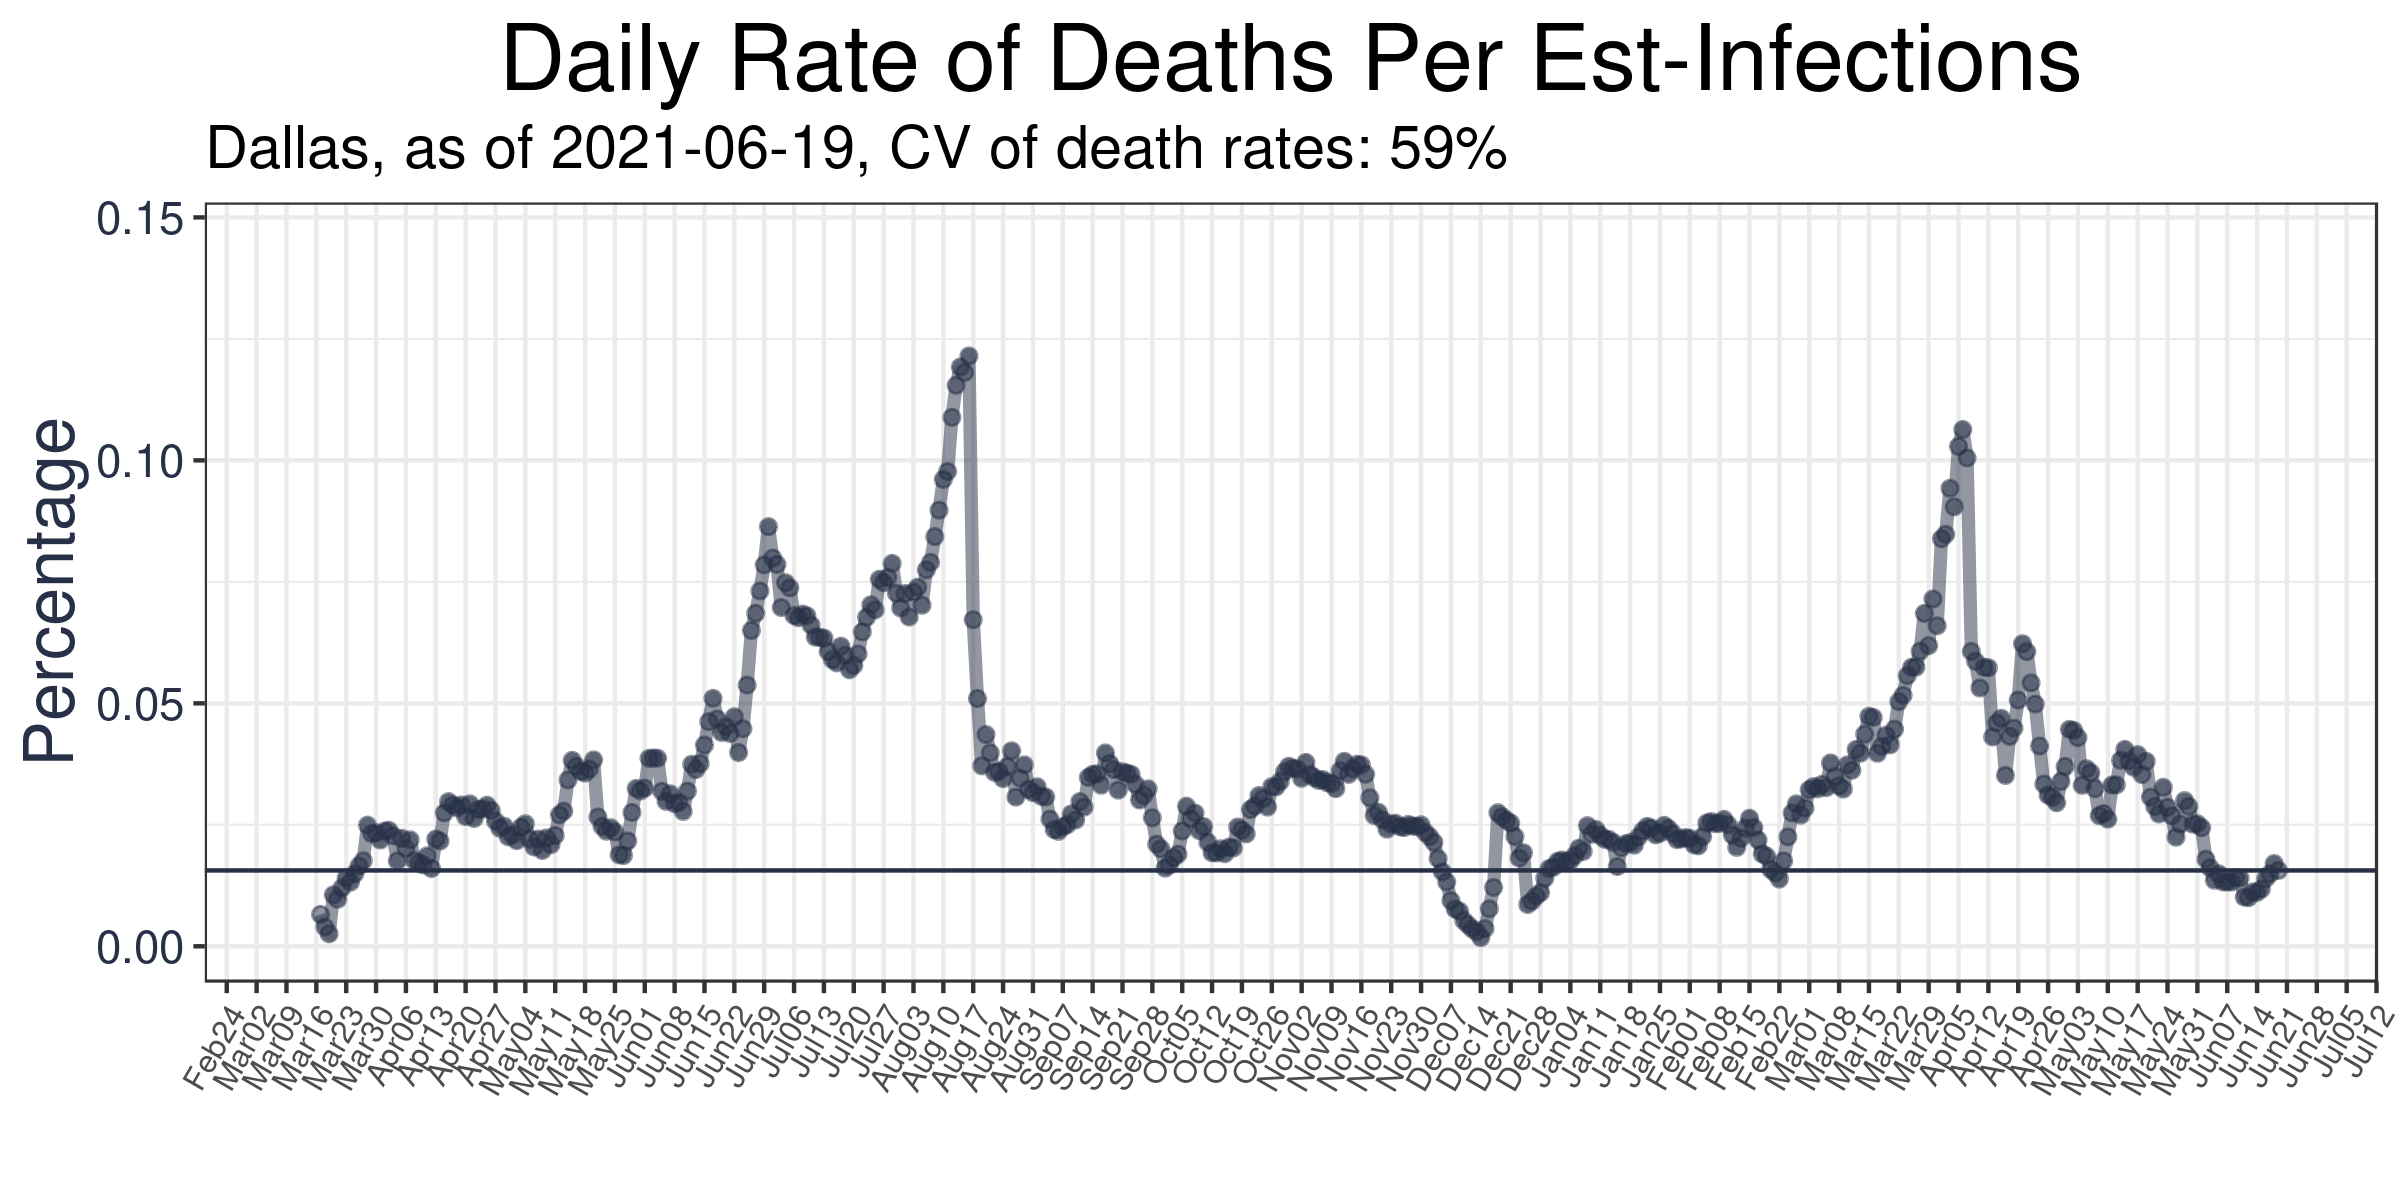 Daily Rate of Deaths Per Est-Infections
Dallas, as of 2021-06-19, CV of death rates: 59%
Percentage
0.15
0.10
0.05
0.00
Feb24 Mar02 Mar09 Mar16 Mar23 Mar30 Apr06 Apr13 Apr20 Apr27 May04 May11 May18 May25 Jun01 Jun08 Jun15 Jun22 Jun29 Jul06 Jul13 Jul20 Jul27 Aug03 Aug10 Aug17 Aug24 Aug31 Sep07 Sep14 Sep21 Sep28 Oct05 Oct12 Oct19 Oct26 Nov02 Nov09 Nov16 Nov23 Nov30 Dec07 Dec14 Dec21 Dec28 Jan04 Jan11 Jan18 Jan25 Feb01 Feb08 Feb15 Feb22 Mar01 Mar08 Mar15 Mar22 Mar29 Apr05 Apr12 Apr19 Apr26 May03 May10 May17 May24 May31 Jun07 Jun14 Jun21 Jun28 Jul05 Jul12